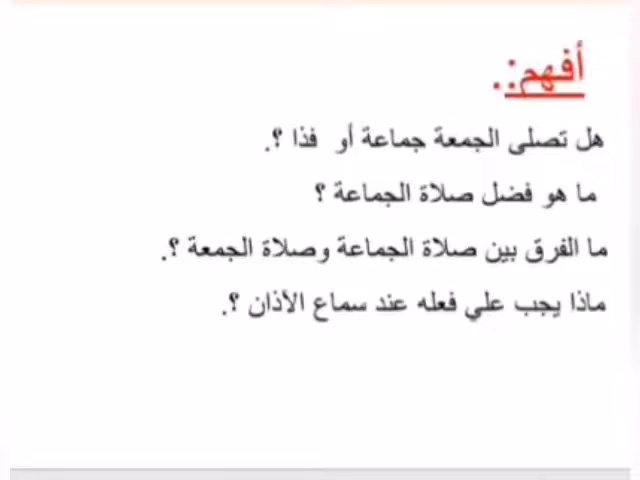 أفهم:.
هل تصلى الجمعة جماعة أو فذا ؟.
ما هو فضل صلاة الجماعة ؟
ما الفرق بين صلاة الجماعة وصلاة الجمعة ؟.
ماذا يجب علي فعله عند سماع الأذان ؟.